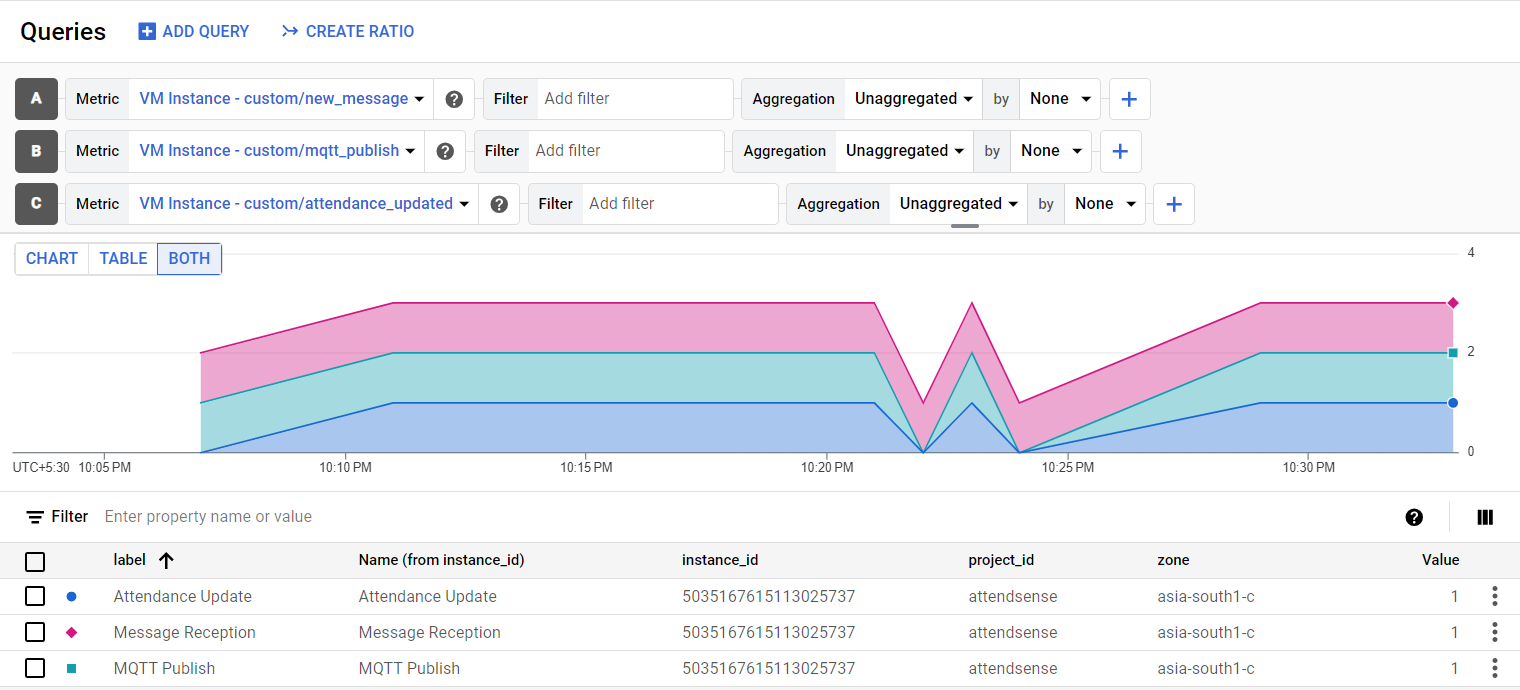 Queries ADD QUERY CREATE RATIO
A Metric VM Instance - custom/new_message ? Filter Add filter Aggregation Unaggregated by None +
B Metric VM Instance - custom/mqtt_publish ? Filter Add filter Aggregation Unaggregated by None +
C Metric VM Instance - custom/attendance_updated ? Filter Add filter Aggregation Unaggregated by None +
CHART TABLE BOTH 4
2
0
UTC+5:30 10:05 PM 10:10 PM 10:15 PM 10:20 PM 10:25 PM 10:30 PM
Filter Enter property name or value ?
label Name (from instance_id) instance_id project_id zone Value
Attendance Update Attendance Update 5035167615113025737 attendsense asia-south1-c 1
Message Reception Message Reception 5035167615113025737 attendsense asia-south1-c 1
MQTT Publish MQTT Publish 5035167615113025737 attendsense asia-south1-c 1